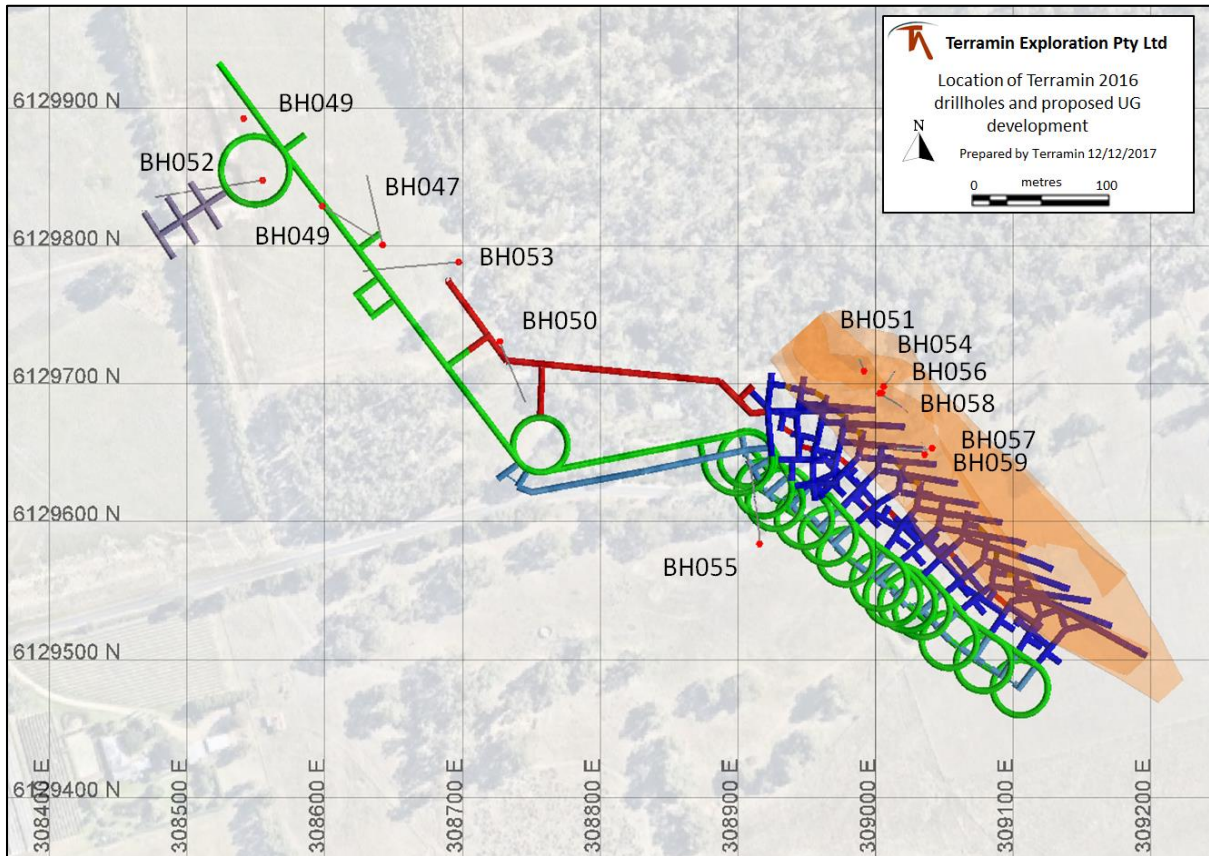 Terramin Exploration Pty Ltd
Location of Terramin 2016
drillholes and proposed UG
development
N
Prepared by Terramin 12/12/2017
0 metres 100
6129900 N
BH049
BH052
BH047
BH049
6129800 N
BH053
BH050
BH051
BH054
BH056
6129700 N
BH058
BH057
BH059
6129600 N
BH055
6129500 N
6129400 N
308400 E
308500 E
308600 E
308700 E
308800 E
308900 E
309000 E
309100 E
309200 E